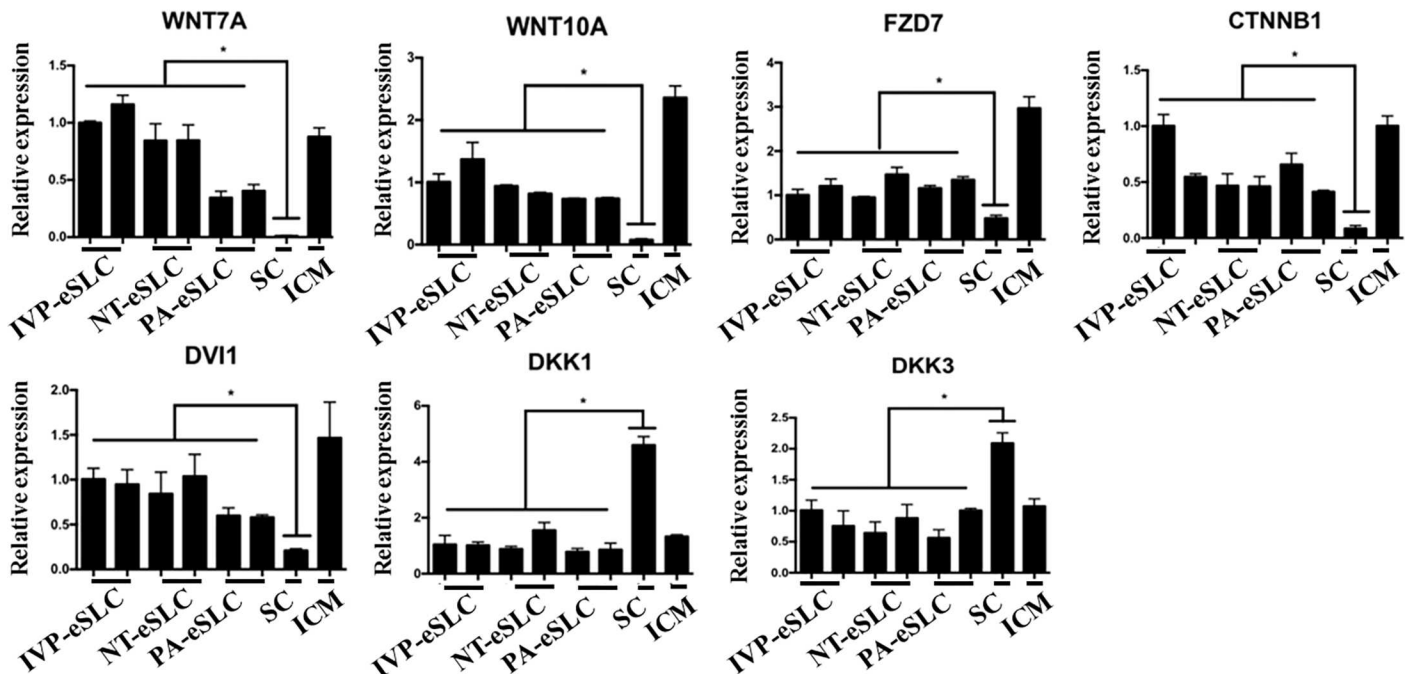 WNT7A
Relative expression
1.5
1.0
0.5
0.0
*
IVP-eSLC
NT-eSLC
PA-eSLC
SC
ICM
WNT10A
Relative expression
3
2
1
0
*
IVP-eSLC
NT-eSLC
PA-eSLC
SC
ICM
FZD7
Relative expression
4
3
2
1
0
*
IVP-eSLC
NT-eSLC
PA-eSLC
SC
ICM
CTNNB1
Relative expression
1.5
1.0
0.5
0.0
*
IVP-eSLC
NT-eSLC
PA-eSLC
SC
ICM
DVI1
Relative expression
2.0
1.5
1.0
0.5
0.0
*
IVP-eSLC
NT-eSLC
PA-eSLC
SC
ICM
DKK1
Relative expression
6
4
2
0
*
IVP-eSLC
NT-eSLC
PA-eSLC
SC
ICM
DKK3
Relative expression
2.5
2.0
1.5
1.0
0.5
0.0
*
IVP-eSLC
NT-eSLC
PA-eSLC
SC
ICM